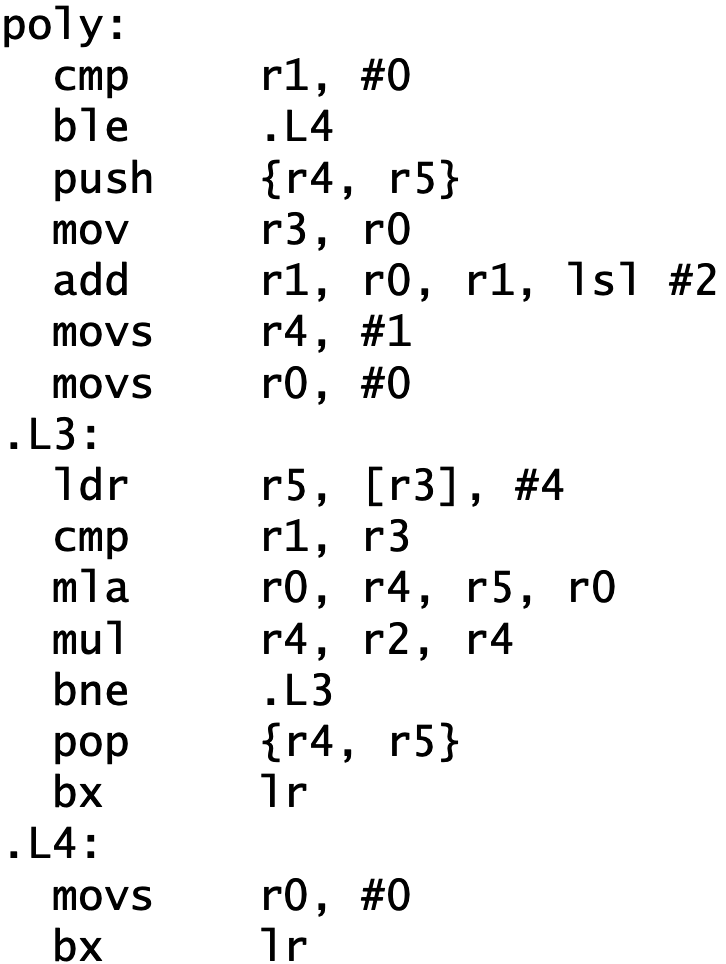 poly:
  cmp     r1, #0
  ble     .L4
  push    {r4, r5}
  mov     r3, r0
  add     r1, r0, r1, lsl #2
  movs    r4, #1
  movs    r0, #0
.L3:
  ldr     r5, [r3], #4
  cmp     r1, r3
  mla     r0, r4, r5, r0
  mul     r4, r2, r4
  bne     .L3
  pop     {r4, r5}
  bx      lr
.L4:
  movs    r0, #0
  bx      lr